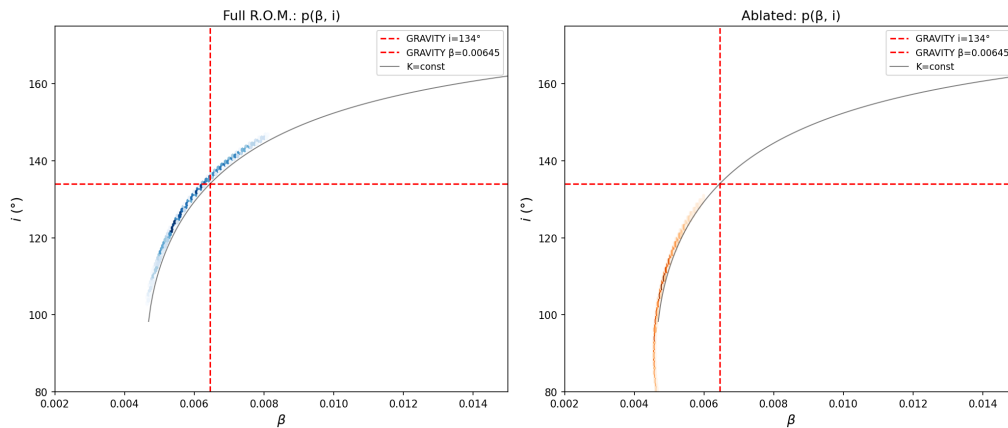 Full R.O.M.: p(β, i)
GRAVITY i=134°
GRAVITY β=0.00645
K=const
i (°)
160
140
120
100
80
0.002
0.004
0.006
0.008
0.010
0.012
0.014
β
Ablated: p(β, i)
GRAVITY i=134°
GRAVITY β=0.00645
K=const
i (°)
160
140
120
100
80
0.002
0.004
0.006
0.008
0.010
0.012
0.014
β